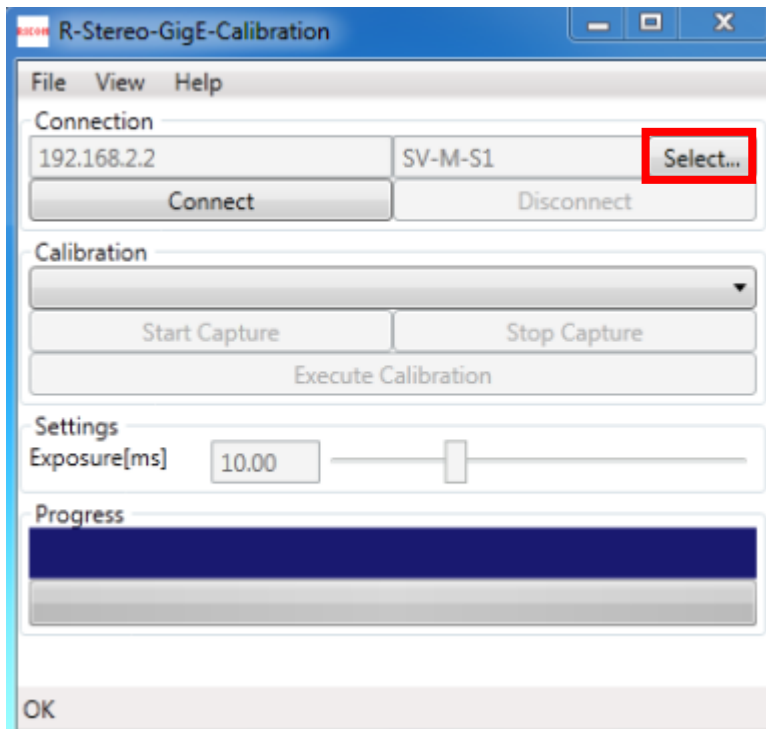 RICOH R-Stereo-GigE-Calibration
File View Help
Connection
192.168.2.2 SV-M-S1 Select...
Connect Disconnect
Calibration
Start Capture Stop Capture
Execute Calibration
Settings
Exposure[ms] 10.00
Progress
OK